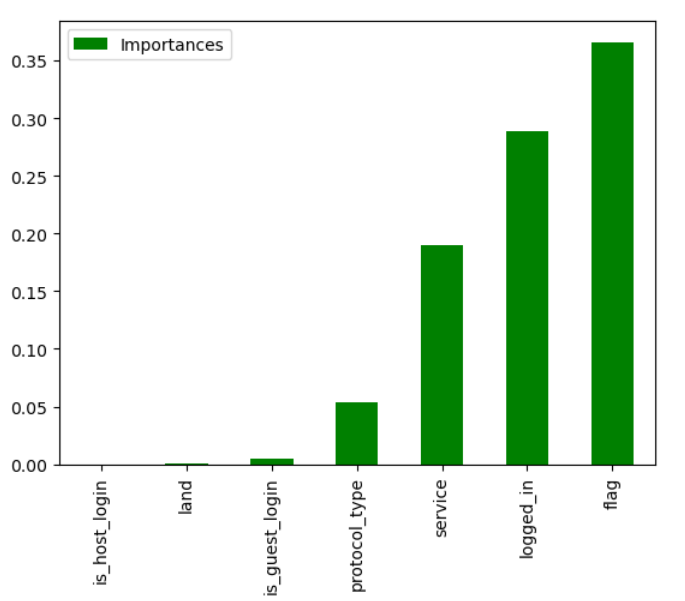 Importances
0.35
0.30
0.25
0.20
0.15
0.10
0.05
0.00
is_host_login
land
is_guest_login
protocol_type
service
logged_in
flag